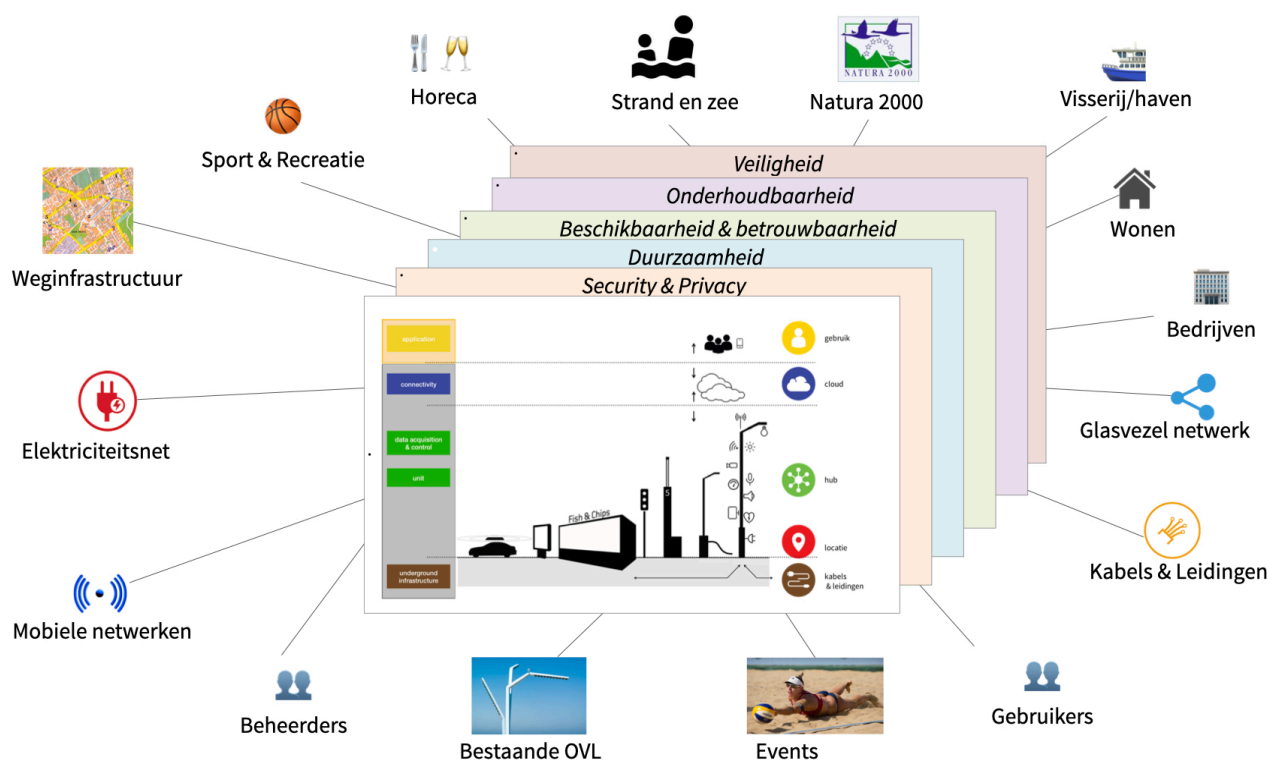 Horeca
Strand en zee
NATURA 2000
Natura 2000
Visserij/haven
Sport & Recreatie
Weginfrastructuur
Wonen
Elektriciteitsnet
Bedrijven
Mobiele netwerken
Glasvezel netwerk
Kabels & Leidingen
Beheerders
Bestaande OVL
Events
Gebruikers
Veiligheid
Onderhoudbaarheid
Beschikbaarheid & betrouwbaarheid
Duurzaamheid
Security & Privacy
application
gebruik
connectivity
cloud
data acquisition
& control
unit
hub
5
Fish & Chips
locatie
underground
infrastructure
kabels
& leidingen